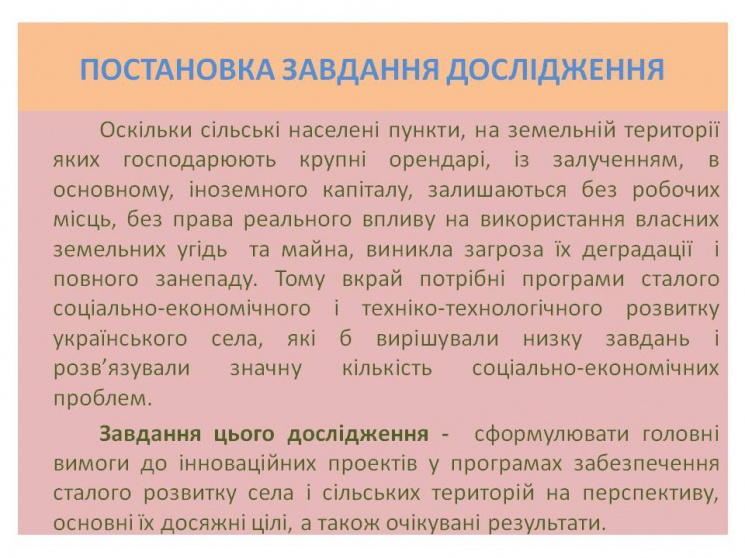 ПОСТАНОВКА ЗАВДАННЯ ДОСЛІДЖЕННЯ
Оскільки сільські населені пункти, на земельній території
яких господарюють крупні орендарі, із залученням, в
основному, іноземного капіталу, залишаються без робочих
місць, без права реального впливу на використання власних
земельних угідь та майна, виникла загроза їх деградації і
повного занепаду. Тому вкрай потрібні програми сталого
соціально-економічного і техніко-технологічного розвитку
українського села, які б вирішували низку завдань і
розв’язували значну кількість соціально-економічних
проблем.
Завдання цього дослідження - сформулювати головні
вимоги до інноваційних проектів у програмах забезпечення
сталого розвитку села і сільських територій на перспективу,
основні їх досяжні цілі, а також очікувані результати.